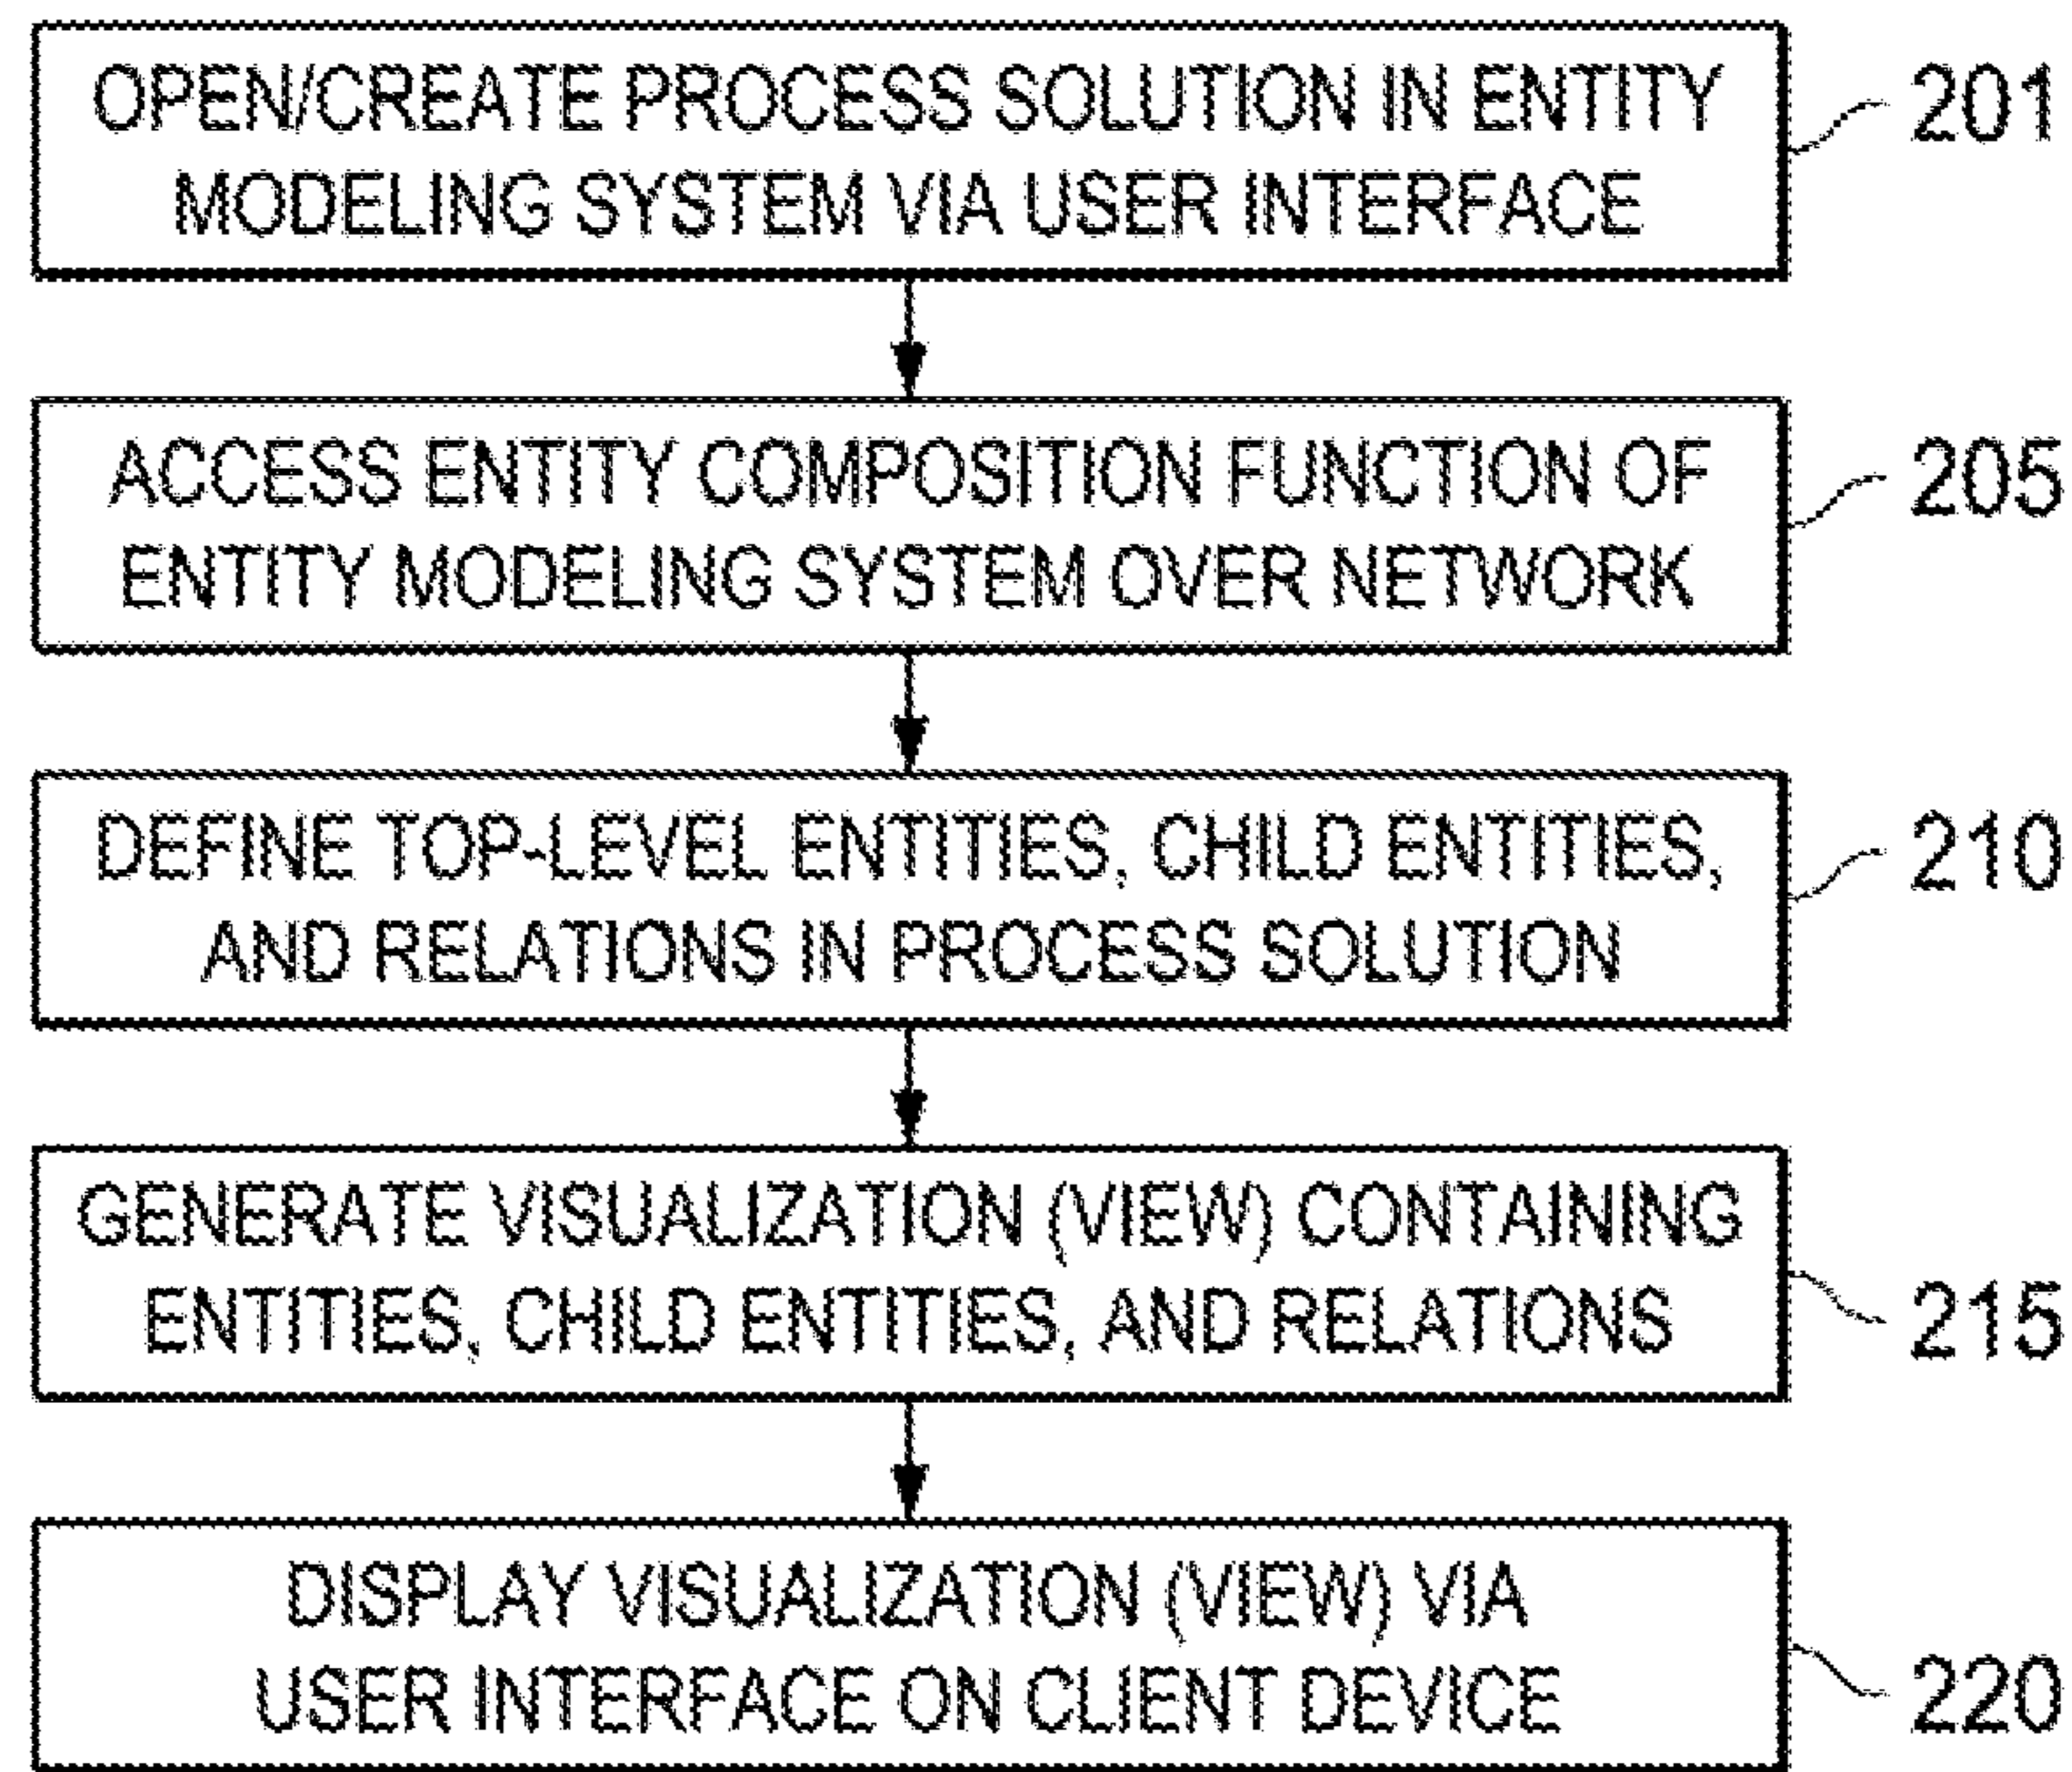 OPEN/CREATE PROCESS SOLUTION IN ENTITY
MODELING SYSTEM VIA USER INTERFACE
201
ACCESS ENTITY COMPOSITION FUNCTION OF
ENTITY MODELING SYSTEM OVER NETWORK
205
DEFINE TOP-LEVEL ENTITIES, CHILD ENTITIES,
AND RELATIONS IN PROCESS SOLUTION
210
GENERATE VISUALIZATION (VIEW) CONTAINING
ENTITIES, CHILD ENTITIES, AND RELATIONS
215
DISPLAY VISUALIZATION (VIEW) VIA
USER INTERFACE ON CLIENT DEVICE
220